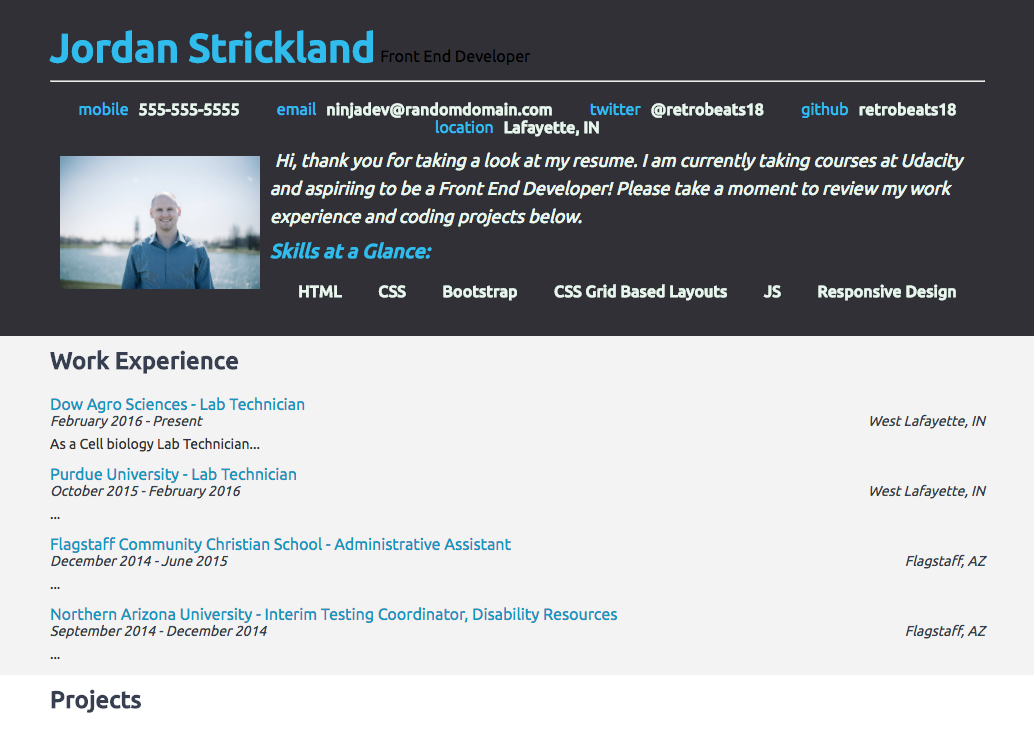 Jordan Strickland Front End Developer
mobile 555-555-5555 email ninjadev@randomdomain.com twitter @retrobeats18 github retrobeats18
location Lafayette, IN
Hi, thank you for taking a look at my resume. I am currently taking courses at Udacity
and aspiriing to be a Front End Developer! Please take a moment to review my work
experience and coding projects below.
Skills at a Glance:
HTML CSS Bootstrap CSS Grid Based Layouts JS Responsive Design
Work Experience
Dow Agro Sciences - Lab Technician
February 2016 - Present West Lafayette, IN
As a Cell biology Lab Technician...
Purdue University - Lab Technician
October 2015 - February 2016 West Lafayette, IN
...
Flagstaff Community Christian School - Administrative Assistant
December 2014 - June 2015 Flagstaff, AZ
...
Northern Arizona University - Interim Testing Coordinator, Disability Resources
September 2014 - December 2014 Flagstaff, AZ
...
Projects